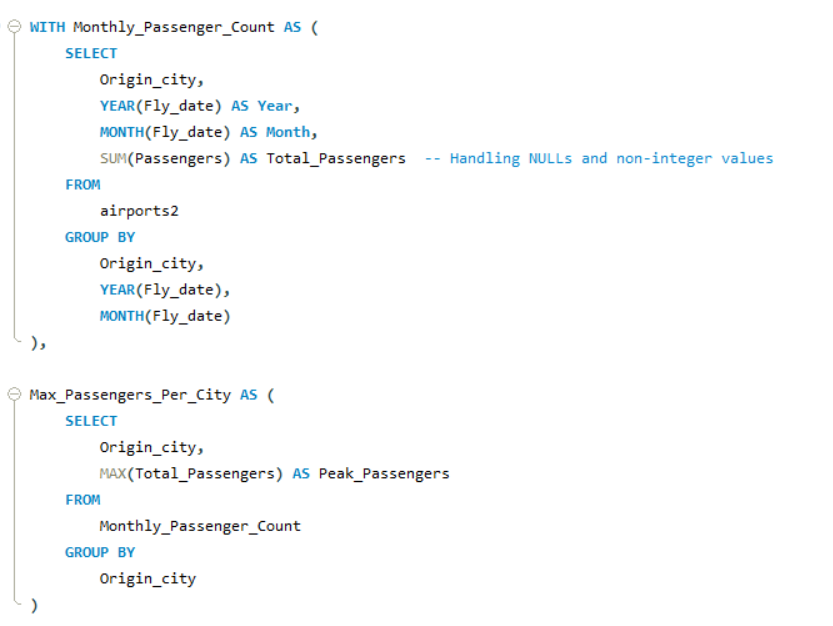 WITH Monthly_Passenger_Count AS (
    SELECT
        Origin_city,
        YEAR(Fly_date) AS Year,
        MONTH(Fly_date) AS Month,
        SUM(Passengers) AS Total_Passengers  -- Handling NULLs and non-integer values
    FROM
        airports2
    GROUP BY
        Origin_city,
        YEAR(Fly_date),
        MONTH(Fly_date)
),
Max_Passengers_Per_City AS (
    SELECT
        Origin_city,
        MAX(Total_Passengers) AS Peak_Passengers
    FROM
        Monthly_Passenger_Count
    GROUP BY
        Origin_city
)